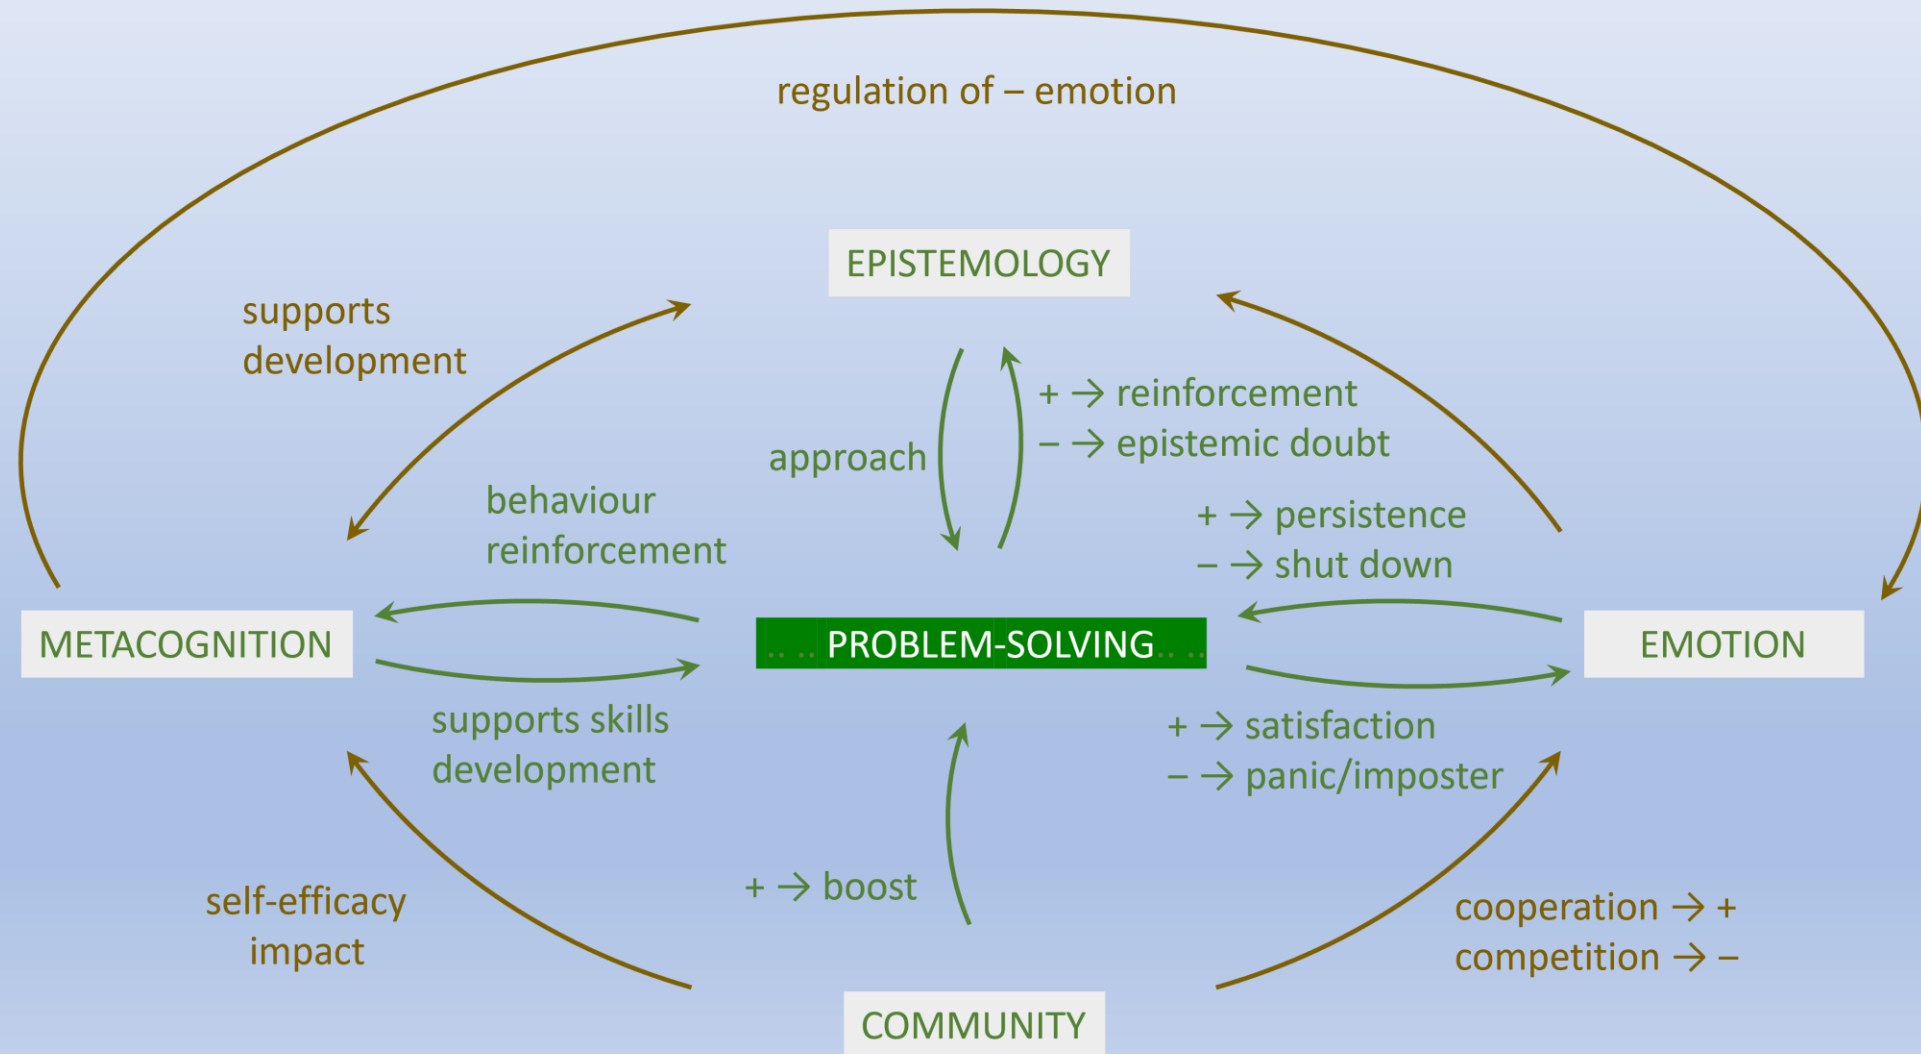 regulation of – emotion
EPISTEMOLOGY
supports
development
+ → reinforcement
– → epistemic doubt
approach
behaviour
reinforcement
+ → persistence
– → shut down
METACOGNITION
.. .. PROBLEM-SOLVING.. ..
EMOTION
supports skills
development
+ → satisfaction
– → panic/imposter
+ → boost
self-efficacy
impact
cooperation → +
competition → –
COMMUNITY